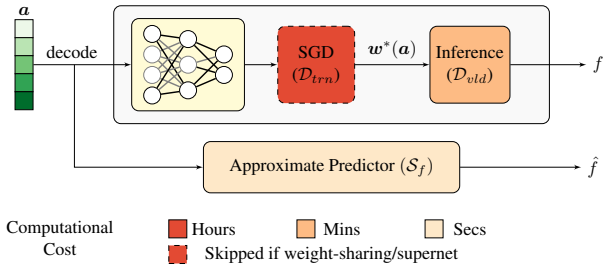 a
decode
SGD
(D_trn)
w*(a)
Inference
(D_vld)
f
Approximate Predictor (S_f)
f̂
Computational
Cost
Hours
Mins
Secs
Skipped if weight-sharing/supernet